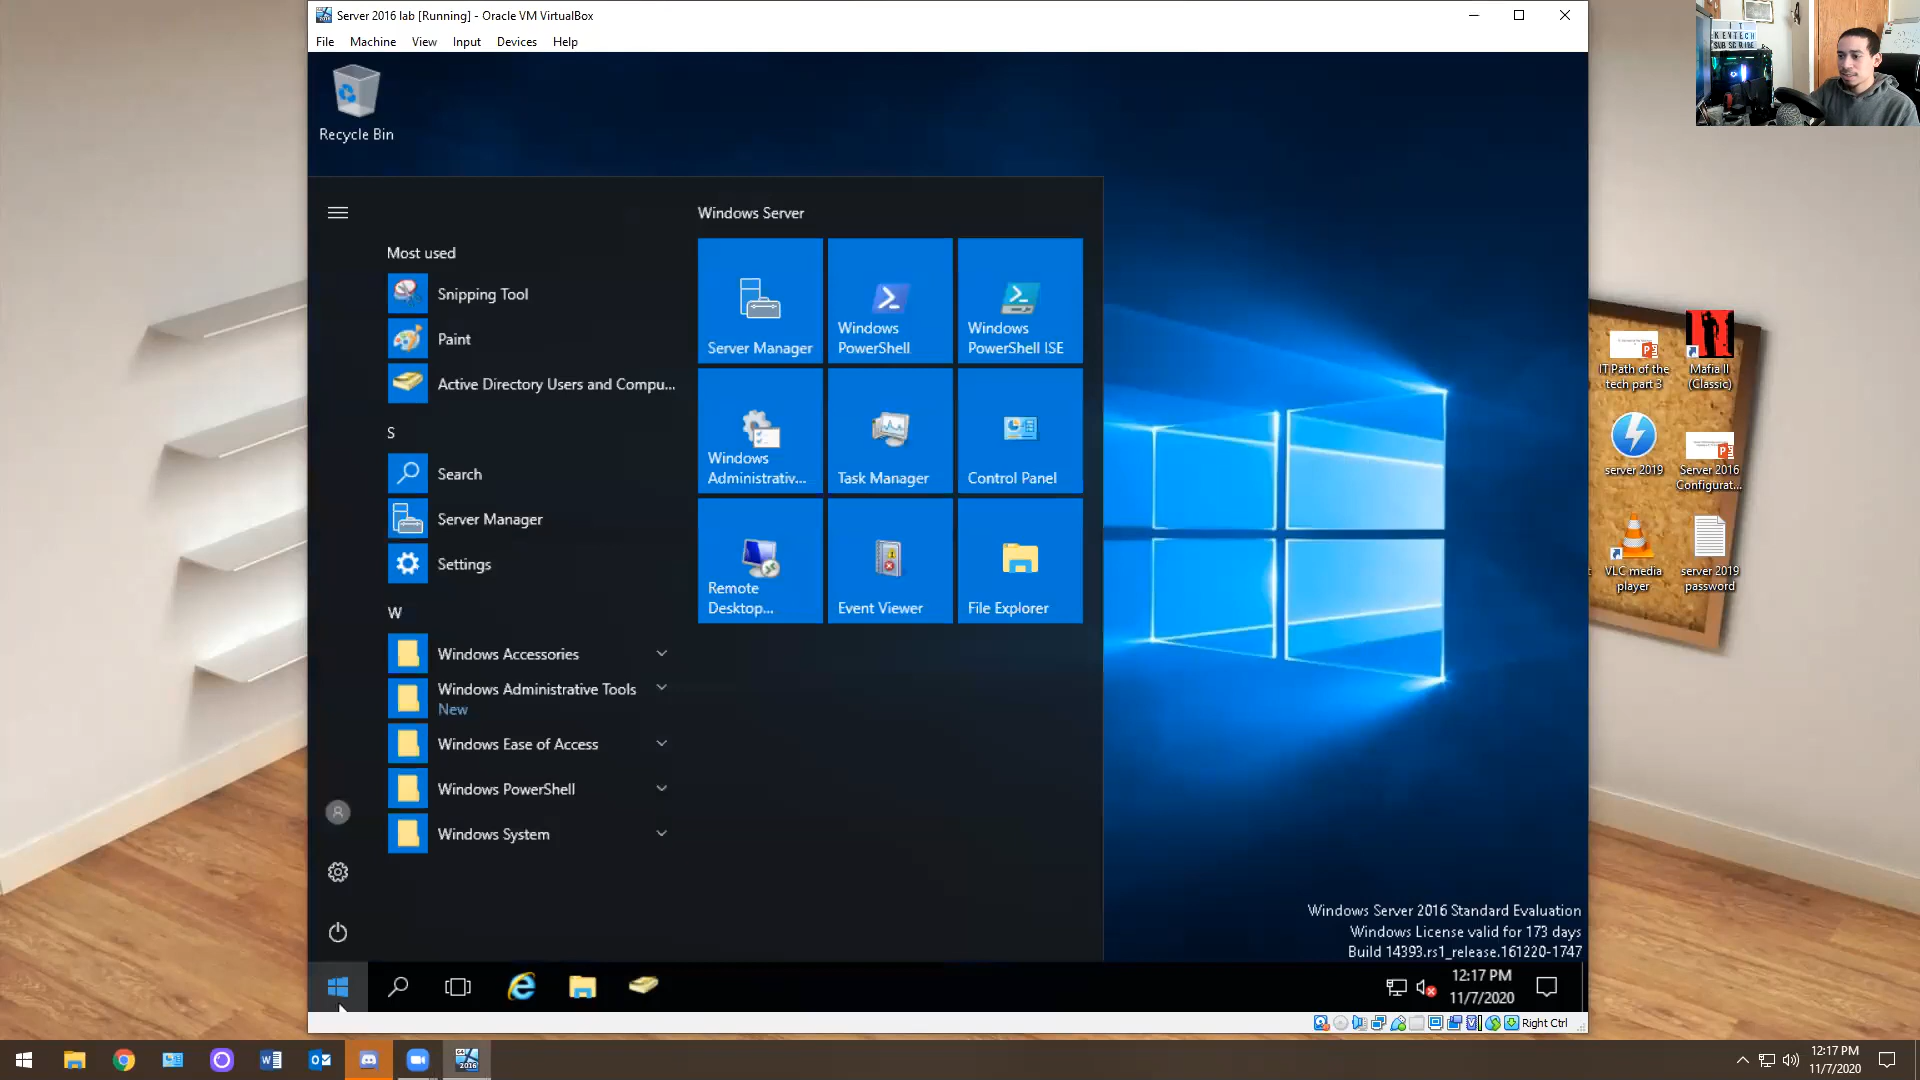 Server 2016 lab [Running] - Oracle VM VirtualBox
File Machine View Input Devices Help
KEVTECH
SUBSCRIBE
Recycle Bin
Windows Server
Most used
Snipping Tool
Paint
Active Directory Users and Compu...
S
Search
Server Manager
Settings
W
Windows Accessories
Windows Administrative Tools
New
Windows Ease of Access
Windows PowerShell
Windows System
Server Manager
Windows
PowerShell
Windows
PowerShell ISE
Windows
Administrativ...
Task Manager
Control Panel
Remote
Desktop...
Event Viewer
File Explorer
IT Path of the
tech part 3
Mafia II
(Classic)
server 2019
Server 2016
Configurat...
VLC media
player
server 2019
password
Windows Server 2016 Standard Evaluation
Windows License valid for 173 days
Build 14393.rs1_release.161220-1747
12:17 PM
11/7/2020
Right Ctrl
2016
12:17 PM
11/7/2020